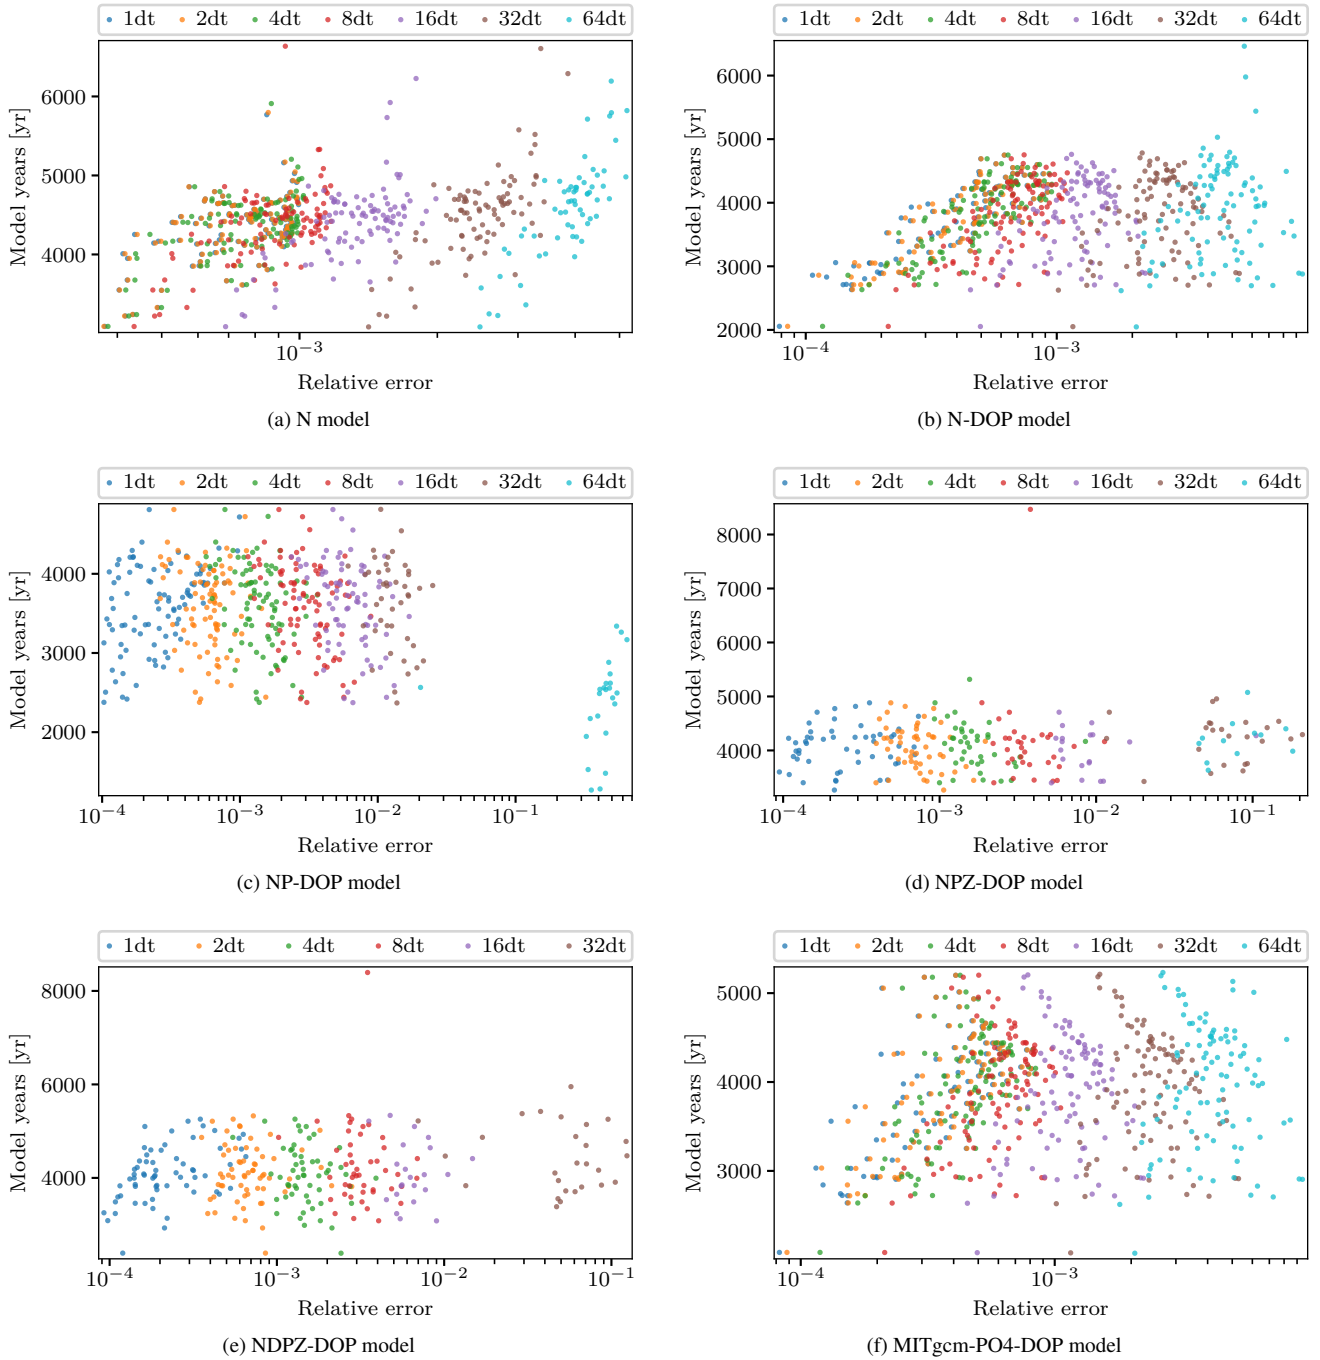 1dt 2dt 4dt 8dt 16dt 32dt 64dt
6000
5000
4000
Model years [yr]
10⁻³
Relative error
(a) N model
1dt 2dt 4dt 8dt 16dt 32dt 64dt
6000
5000
4000
3000
2000
Model years [yr]
10⁻⁴ 10⁻³
Relative error
(b) N-DOP model
1dt 2dt 4dt 8dt 16dt 32dt 64dt
4000
3000
2000
Model years [yr]
10⁻⁴ 10⁻³ 10⁻² 10⁻¹
Relative error
(c) NP-DOP model
1dt 2dt 4dt 8dt 16dt 32dt 64dt
8000
7000
6000
5000
4000
Model years [yr]
10⁻⁴ 10⁻³ 10⁻² 10⁻¹
Relative error
(d) NPZ-DOP model
1dt 2dt 4dt 8dt 16dt 32dt
8000
6000
4000
Model years [yr]
10⁻⁴ 10⁻³ 10⁻² 10⁻¹
Relative error
(e) NDPZ-DOP model
1dt 2dt 4dt 8dt 16dt 32dt 64dt
5000
4000
3000
Model years [yr]
10⁻⁴ 10⁻³
Relative error
(f) MITgcm-PO4-DOP model